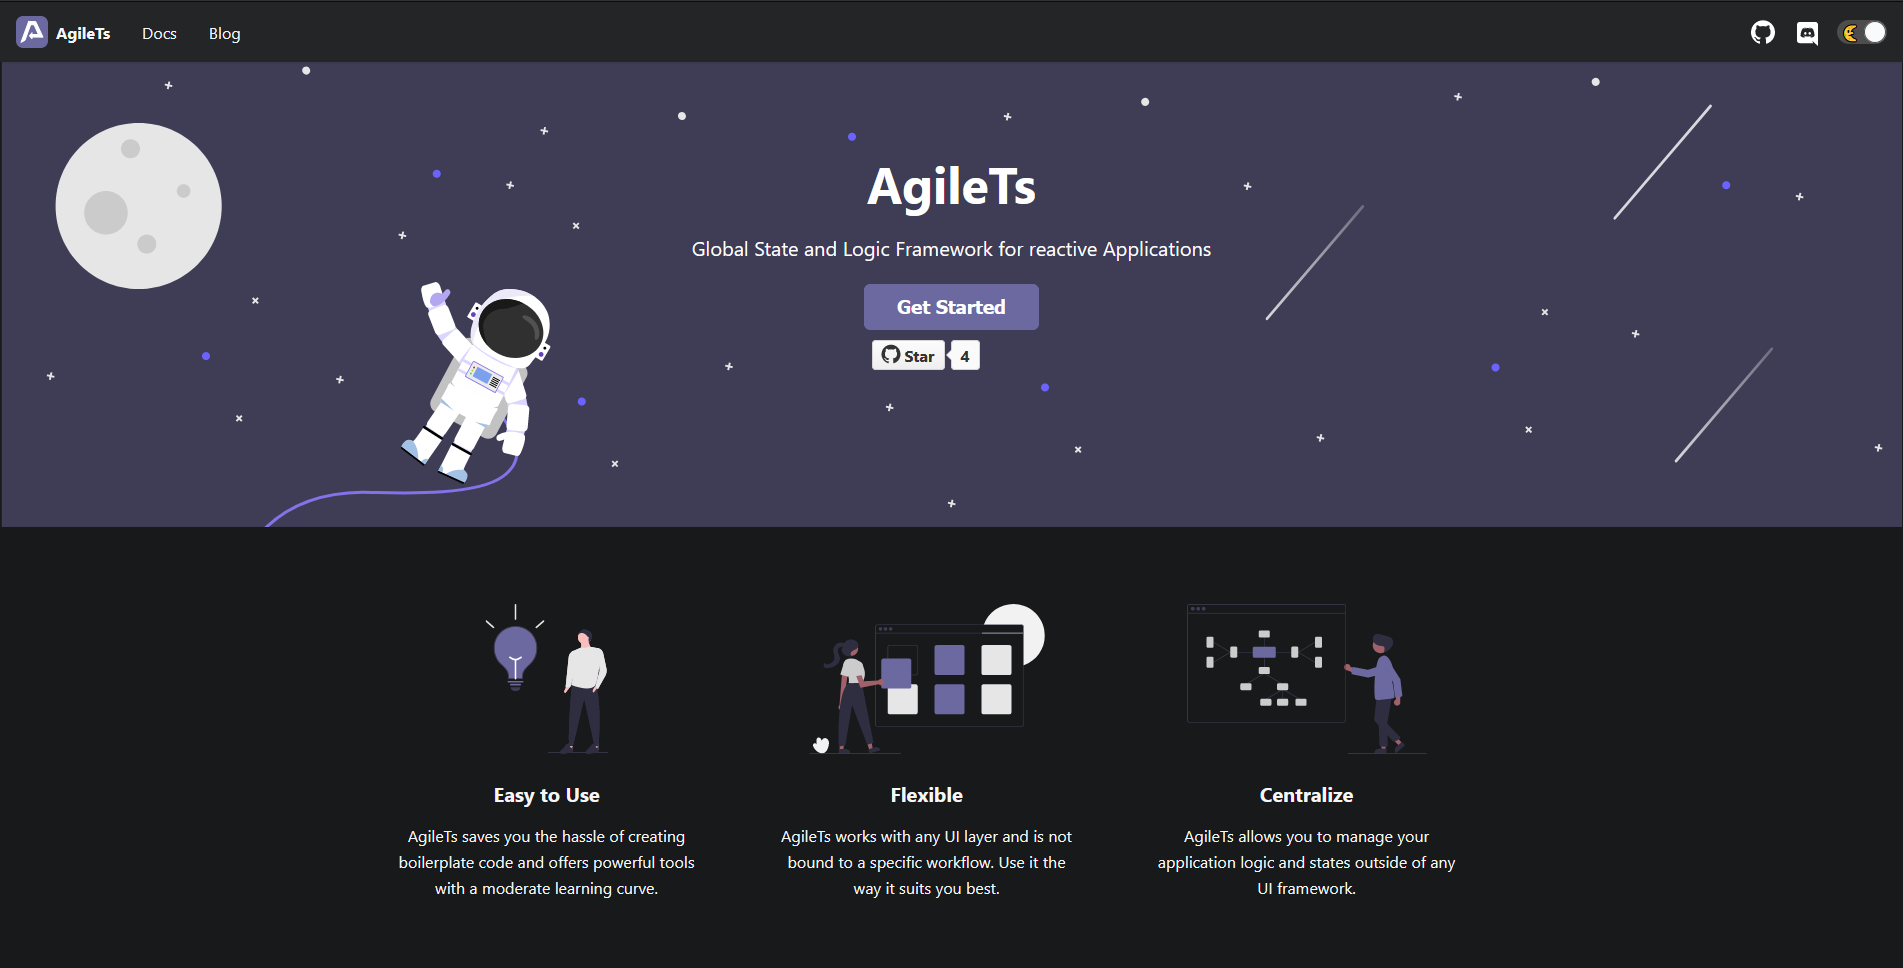 AgileTs
Docs
Blog
AgileTs
Global State and Logic Framework for reactive Applications
Get Started
Star
4
Easy to Use
AgileTs saves you the hassle of creating
boilerplate code and offers powerful tools
with a moderate learning curve.
Flexible
AgileTs works with any UI layer and is not
bound to a specific workflow. Use it the
way it suits you best.
Centralize
AgileTs allows you to manage your
application logic and states outside of any
UI framework.